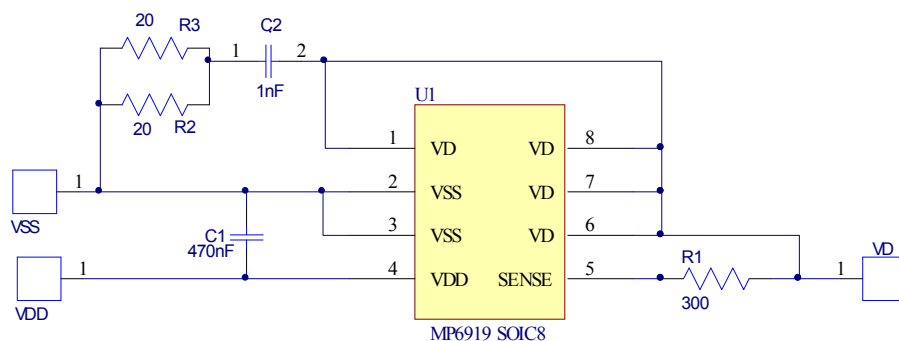 20 R3
C2
1 2
1nF
20 R2
U1
1 VD VD 8
1 2 VSS VD 7
VSS
C1
470nF
3 VSS VD 6
1 4 VDD SENSE 5
R1
300
VD
1
VDD
MP6919 SOIC8